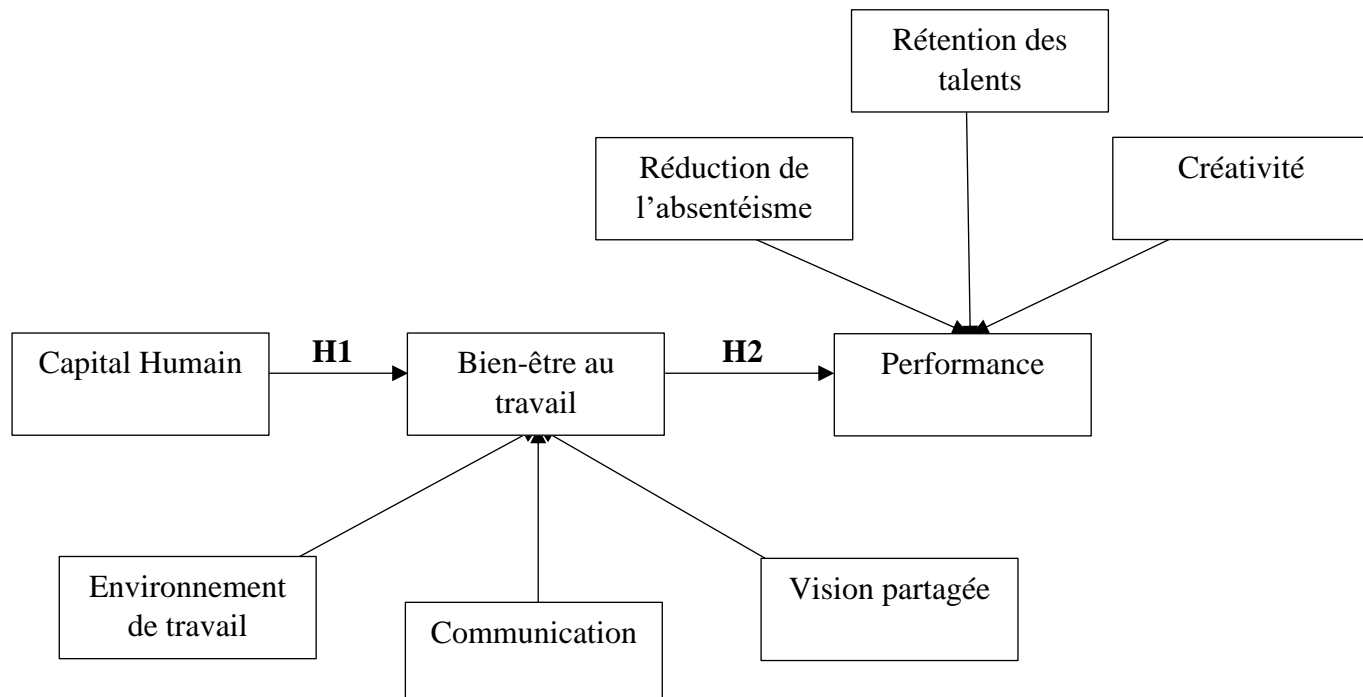 Rétention des
talents
Réduction de
l’absentéisme
Créativité
Capital Humain
H1
Bien-être au
travail
H2
Performance
Environnement
de travail
Communication
Vision partagée